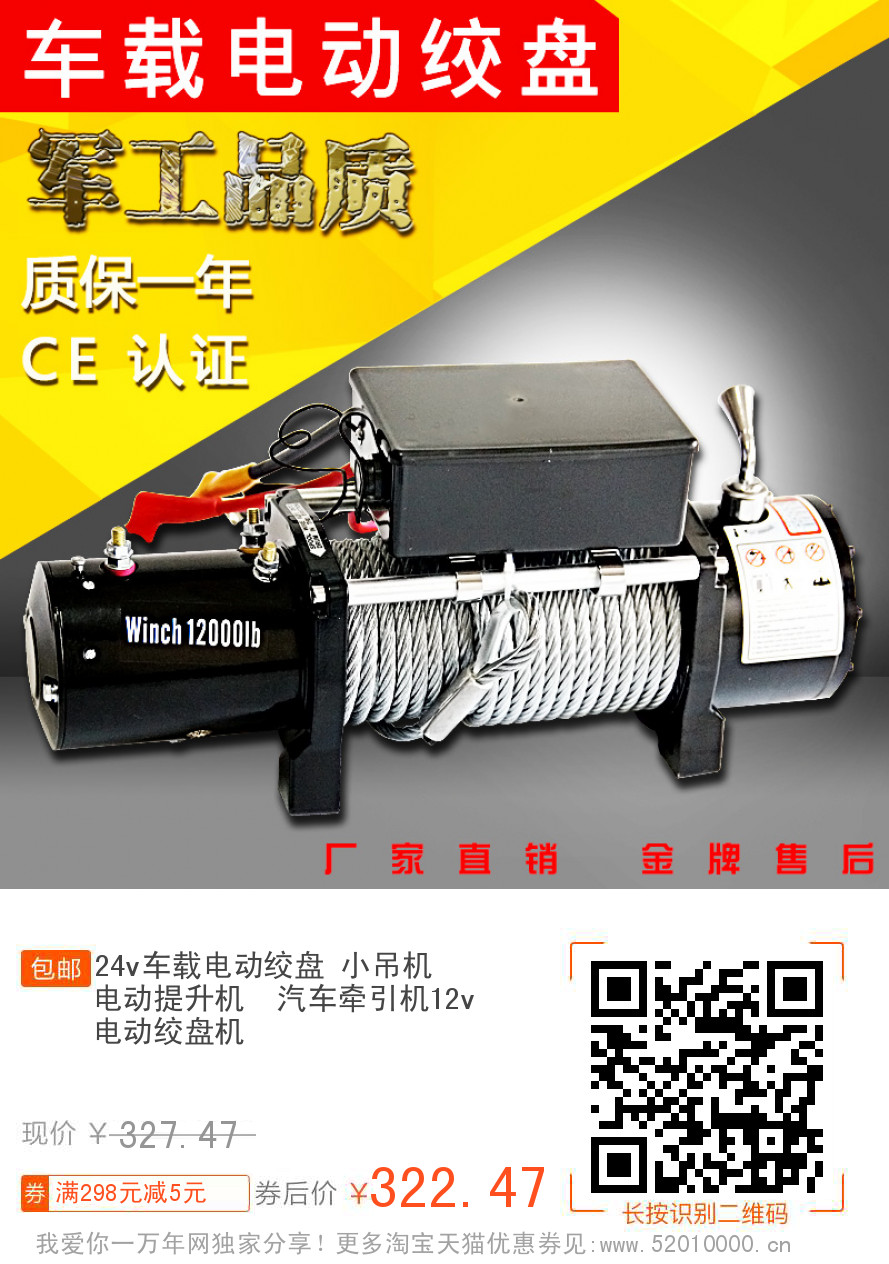 车载电动绞盘
军工品质
质保一年
CE 认证
Winch 12000lb
厂家直销 金牌售后
包邮 24v车载电动绞盘 小吊机
电动提升机 汽车牵引机12v
电动绞盘机
现价 ¥327.47
券 满298元减5元 券后价 ¥322.47
长按识别二维码
我爱你一万年网独家分享！更多淘宝天猫优惠券见:www.52010000.cn